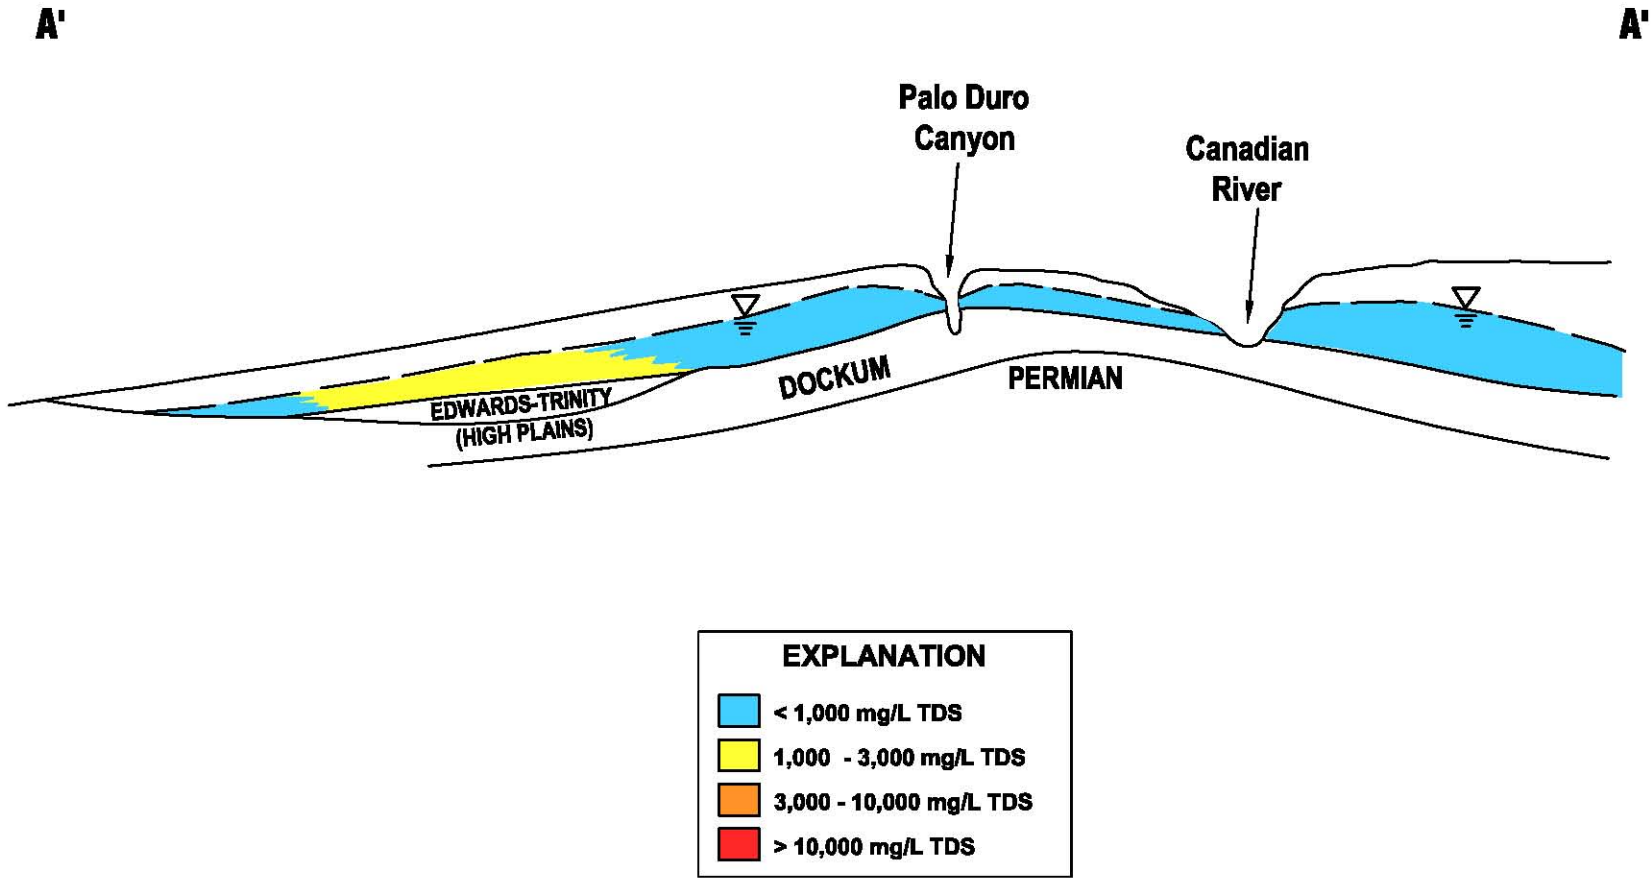 A'
A'
Palo Duro
Canyon
Canadian
River
EDWARDS-TRINITY
(HIGH PLAINS)
DOCKUM
PERMIAN
EXPLANATION
< 1,000 mg/L TDS
1,000 - 3,000 mg/L TDS
3,000 - 10,000 mg/L TDS
> 10,000 mg/L TDS